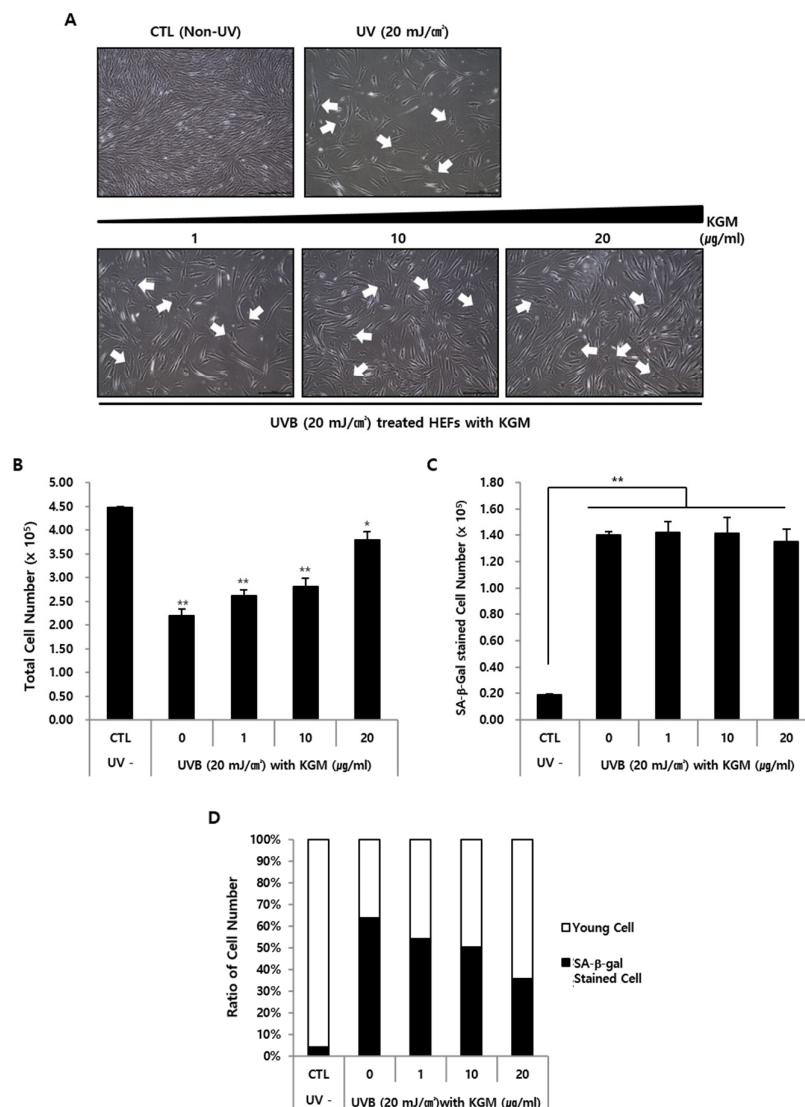 A
CTL (Non-UV)
UV (20 mJ/㎠)
KGM
(㎍/ml)
1
10
20
UVB (20 mJ/㎠) treated HEFs with KGM
B
Total Cell Number (x 10⁵)
5.00
4.50
4.00
3.50
3.00
2.50
2.00
1.50
1.00
0.50
0.00
**
**
**
*
CTL
0
1
10
20
UV -
UVB (20 mJ/㎠) with KGM (㎍/ml)
C
SA-β-Gal stained Cell Number (x 10⁵)
1.80
1.60
1.40
1.20
1.00
0.80
0.60
0.40
0.20
0.00
**
CTL
0
1
10
20
UV -
UVB (20 mJ/㎠) with KGM (㎍/ml)
D
Ratio of Cell Number
100%
90%
80%
70%
60%
50%
40%
30%
20%
10%
0%
Young Cell
SA-β-gal
Stained Cell
CTL
0
1
10
20
UV -
UVB (20 mJ/㎠)with KGM (㎍/ml)